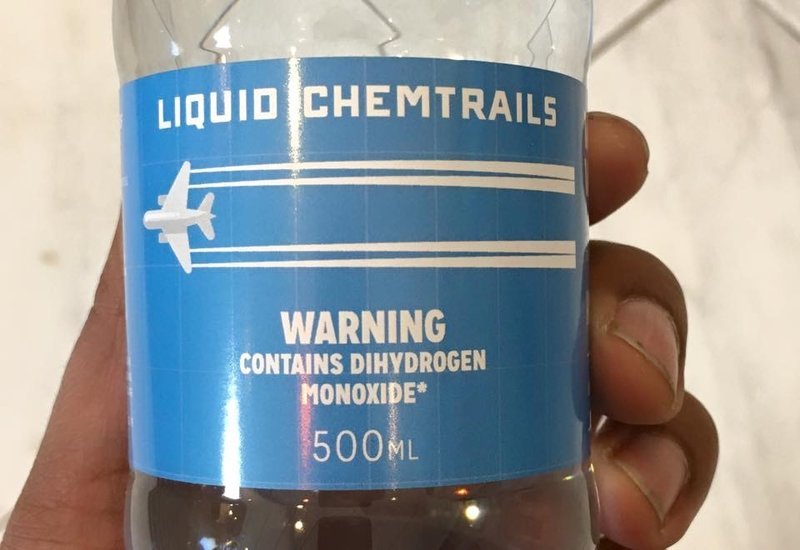 LIQUID CHEMTRAILS
WARNING
CONTAINS DIHYDROGEN
MONOXIDE*
500ML